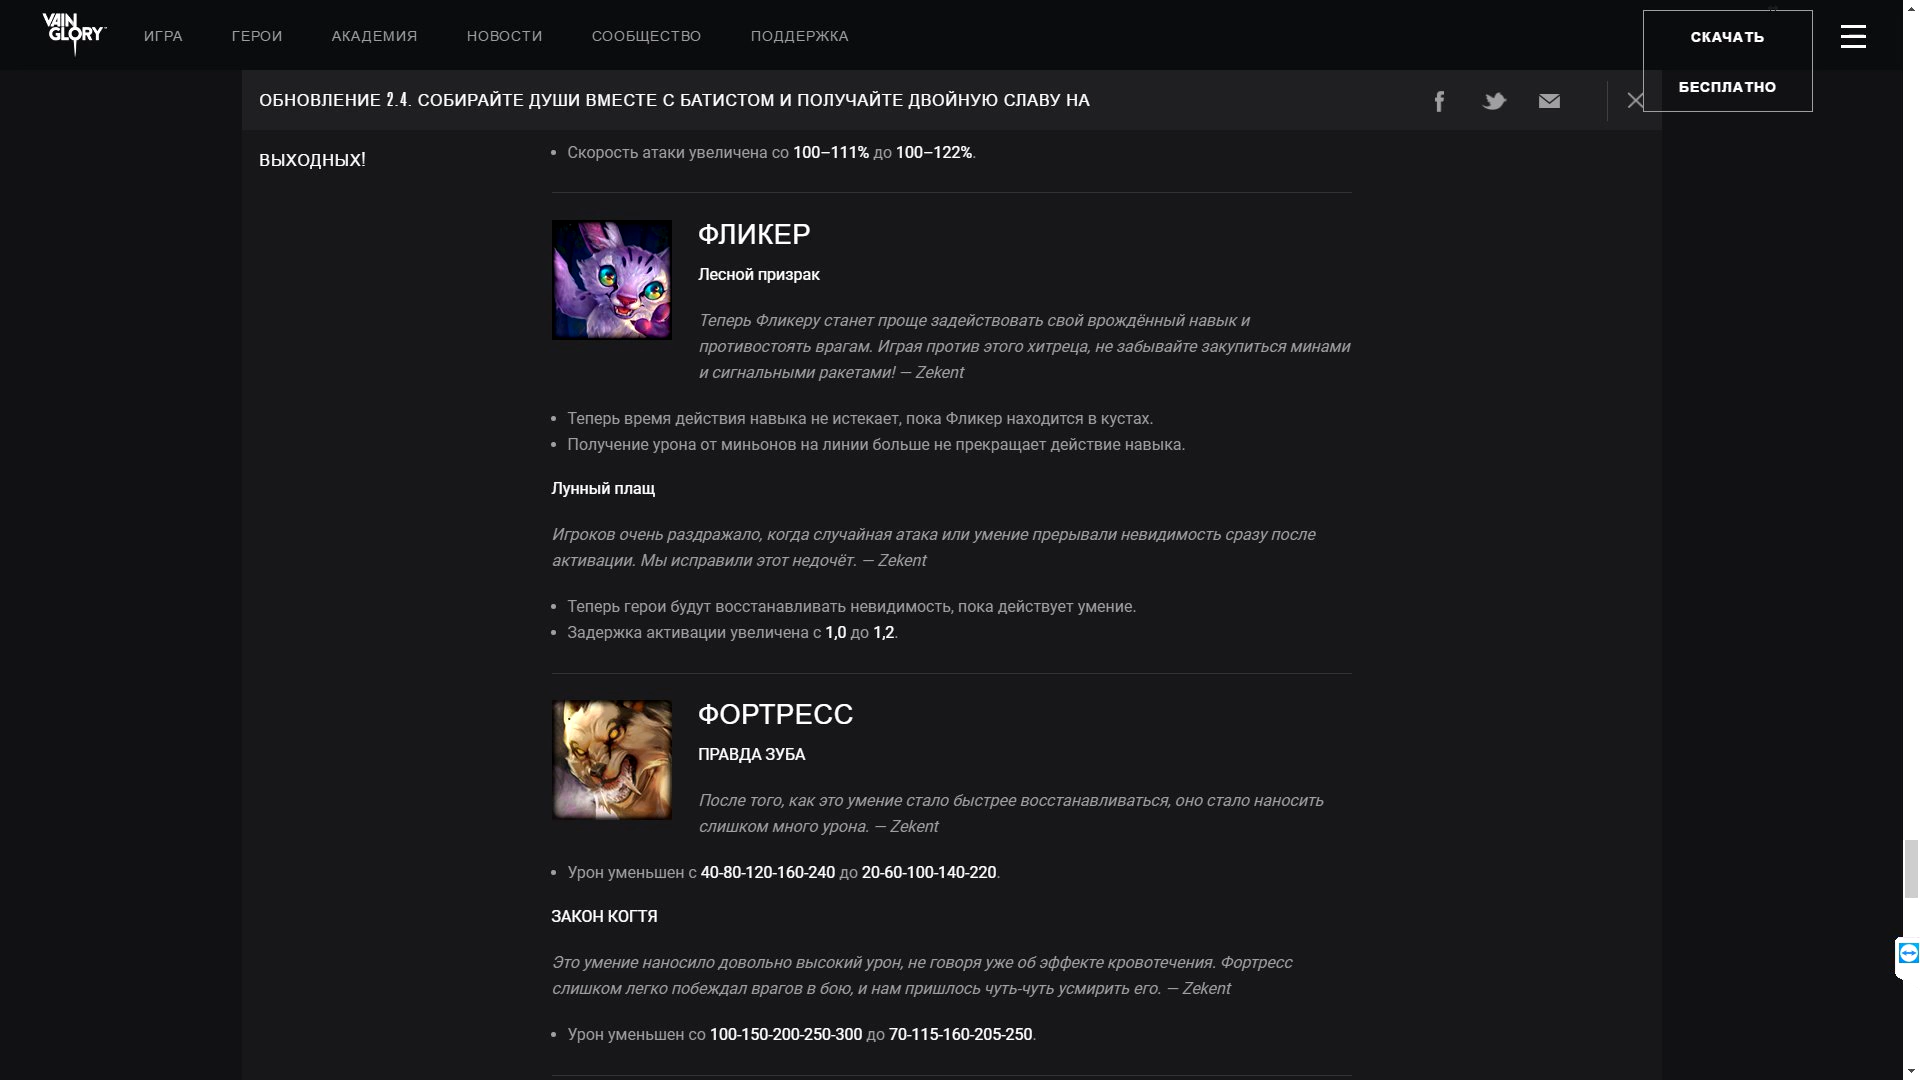 VAIN GLORY
ИГРА ГЕРОИ АКАДЕМИЯ НОВОСТИ СООБЩЕСТВО ПОДДЕРЖКА
СКАЧАТЬ
БЕСПЛАТНО
ОБНОВЛЕНИЕ 2.4. СОБИРАЙТЕ ДУШИ ВМЕСТЕ С БАТИСТОМ И ПОЛУЧАЙТЕ ДВОЙНУЮ СЛАВУ НА
ВЫХОДНЫХ!
• Скорость атаки увеличена со 100–111% до 100–122%.
ФЛИКЕР
Лесной призрак
Теперь Фликеру станет проще задействовать свой врождённый навык и
противостоять врагам. Играя против этого хитреца, не забывайте закупиться минами
и сигнальными ракетами! — Zekent
• Теперь время действия навыка не истекает, пока Фликер находится в кустах.
• Получение урона от миньонов на линии больше не прекращает действие навыка.
Лунный плащ
Игроков очень раздражало, когда случайная атака или умение прерывали невидимость сразу после
активации. Мы исправили этот недочёт. — Zekent
• Теперь герои будут восстанавливать невидимость, пока действует умение.
• Задержка активации увеличена с 1,0 до 1,2.
ФОРТРЕСС
ПРАВДА ЗУБА
После того, как это умение стало быстрее восстанавливаться, оно стало наносить
слишком много урона. — Zekent
• Урон уменьшен с 40-80-120-160-240 до 20-60-100-140-220.
ЗАКОН КОГТЯ
Это умение наносило довольно высокий урон, не говоря уже об эффекте кровотечения. Фортресс
слишком легко побеждал врагов в бою, и нам пришлось чуть-чуть усмирить его. — Zekent
• Урон уменьшен со 100-150-200-250-300 до 70-115-160-205-250.